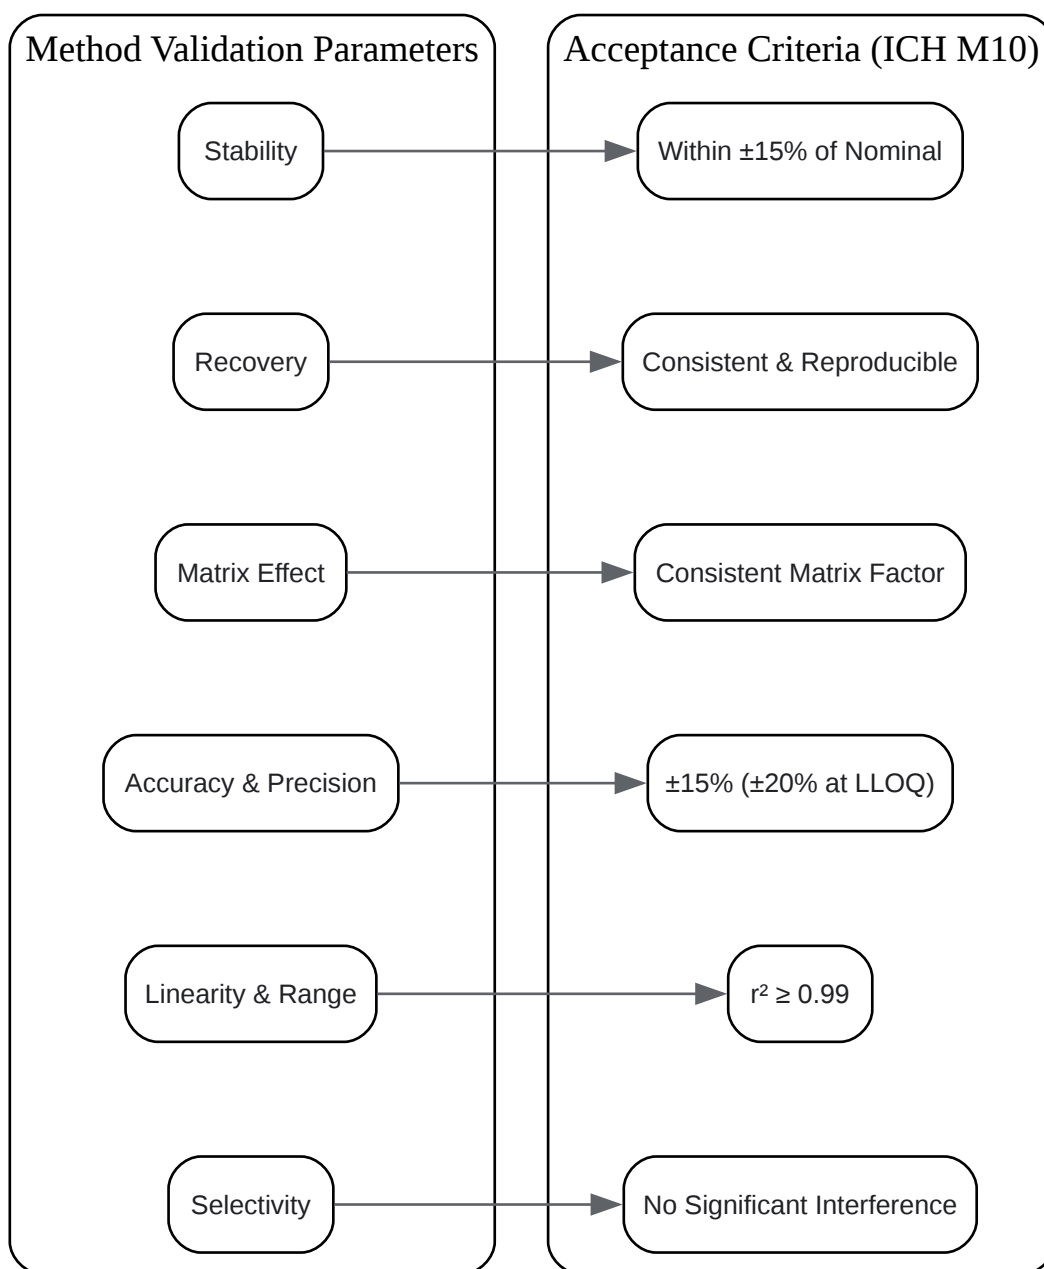 Method Validation Parameters
Acceptance Criteria (ICH M10)
Stability
Within ±15% of Nominal
Recovery
Consistent & Reproducible
Matrix Effect
Consistent Matrix Factor
Accuracy & Precision
±15% (±20% at LLOQ)
Linearity & Range
r² ≥ 0.99
Selectivity
No Significant Interference